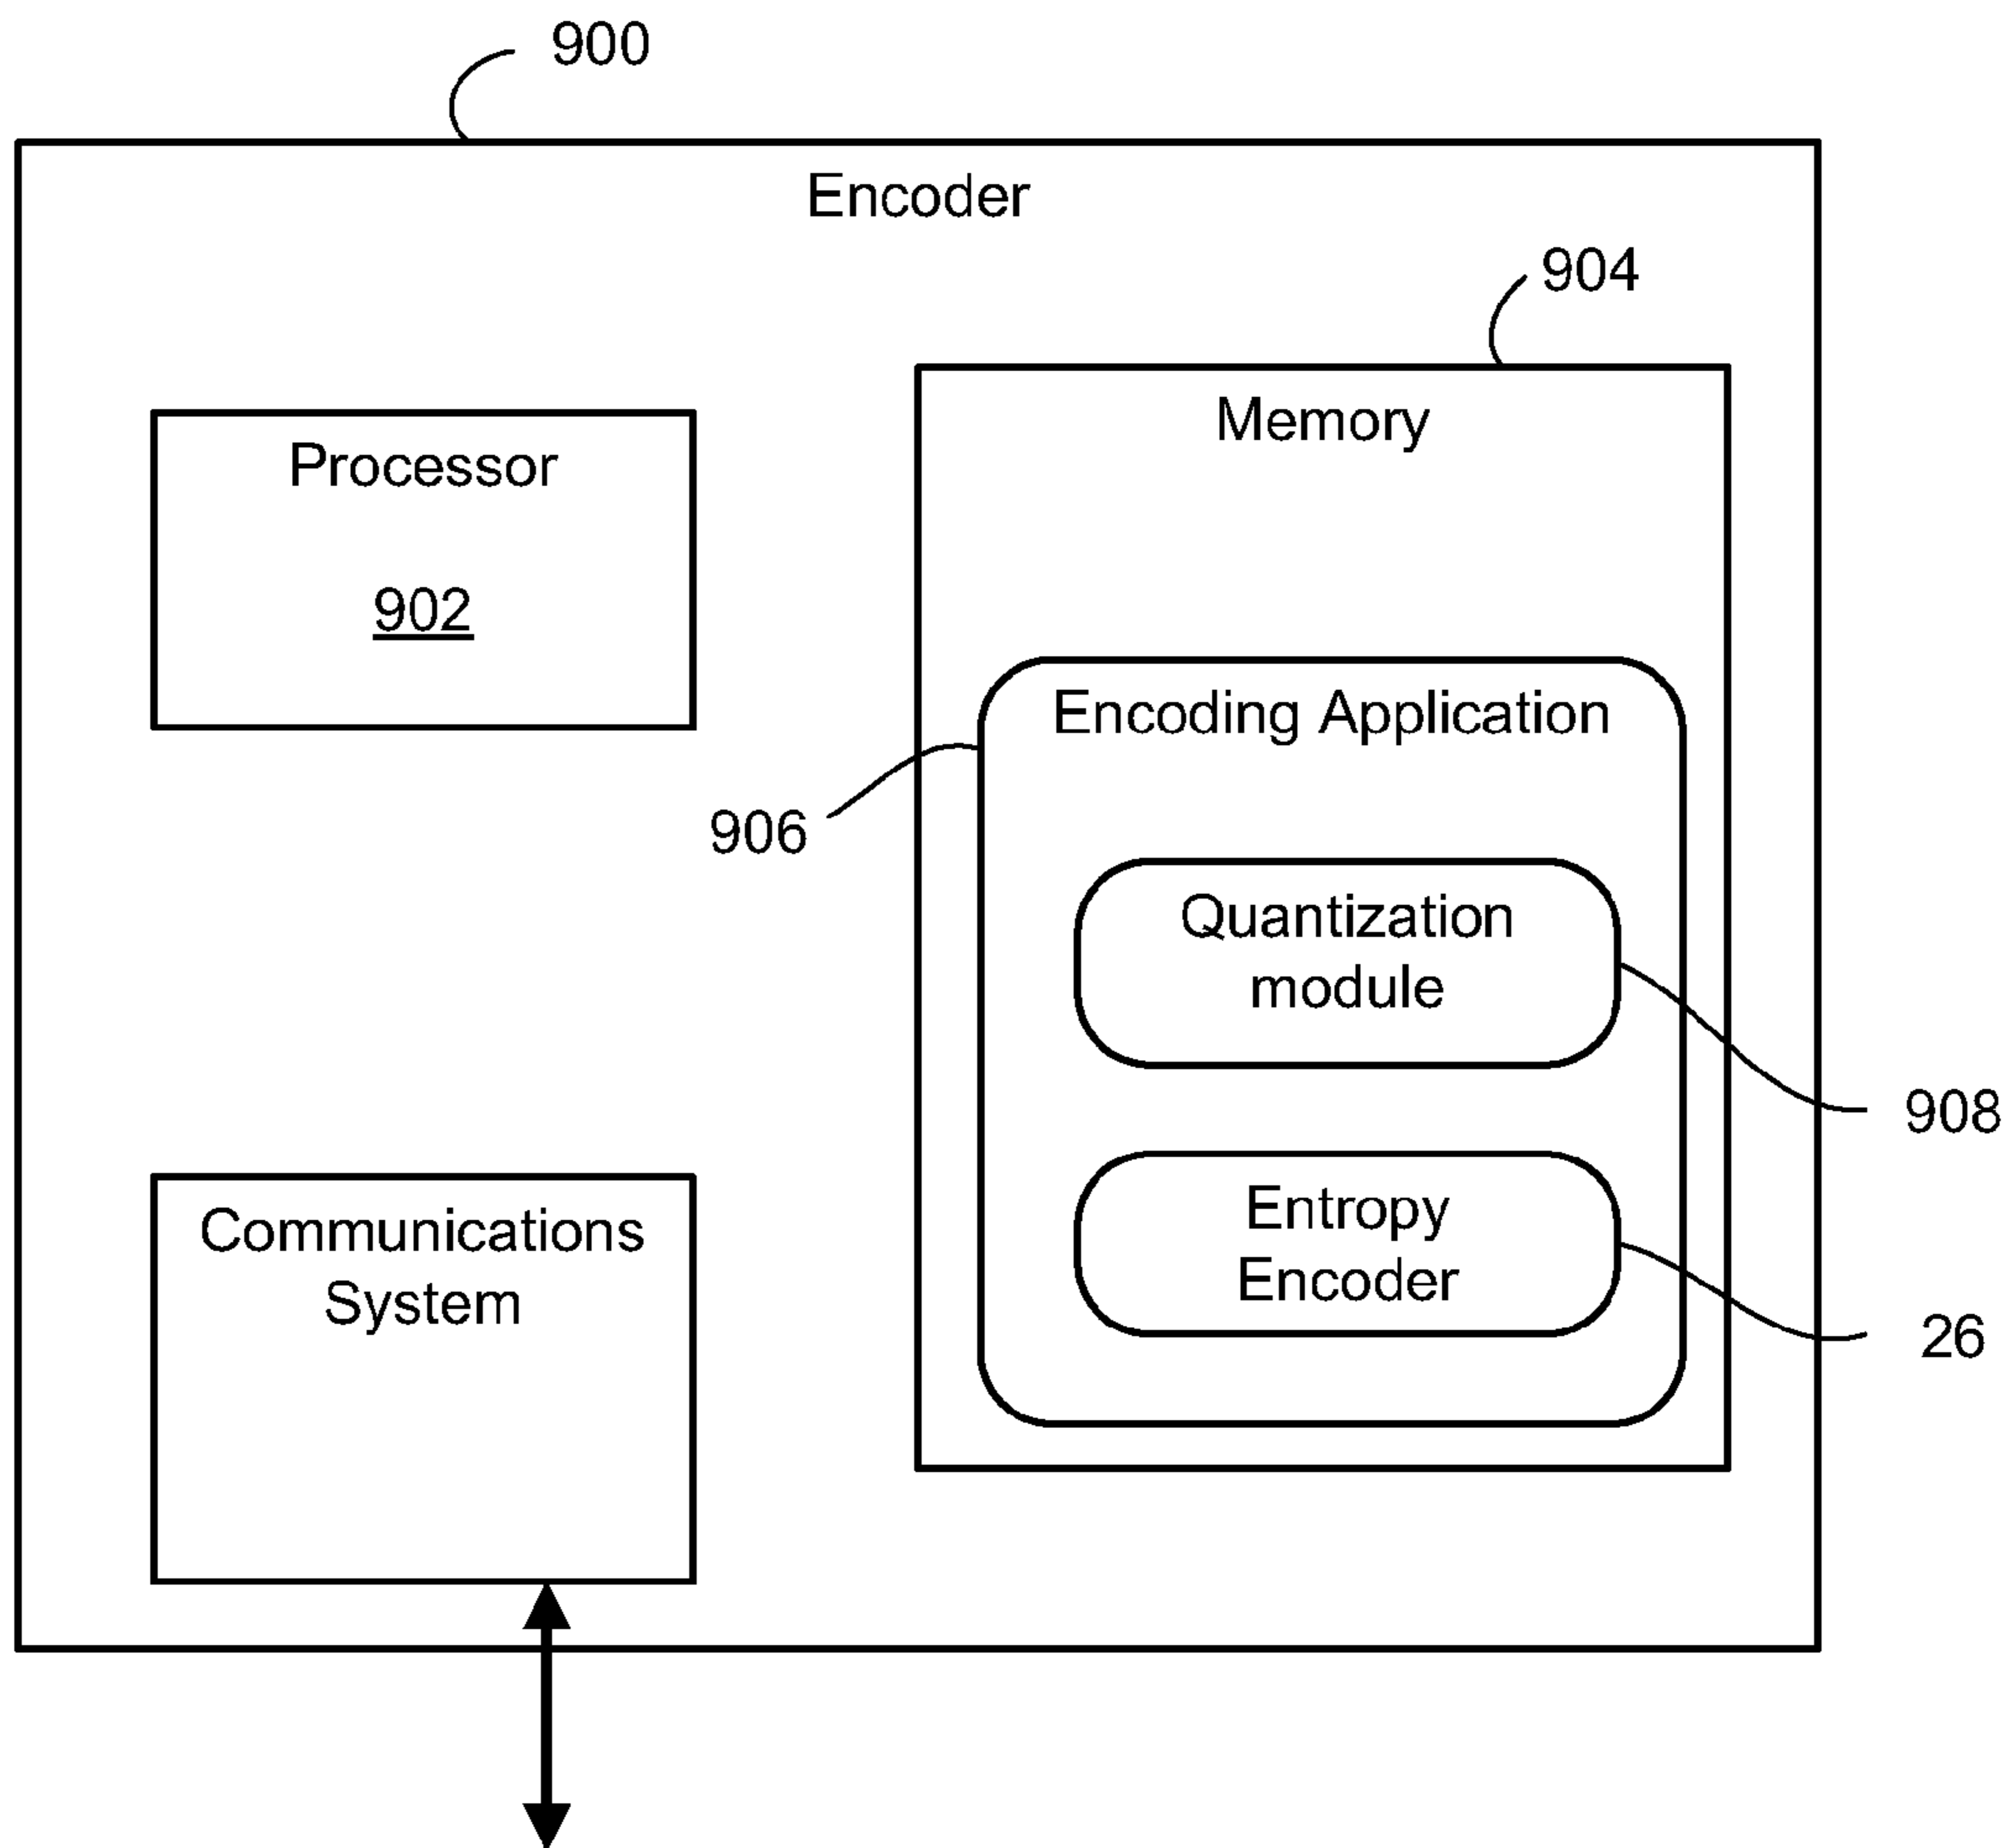 900
Encoder
904
Memory
Processor
902
Encoding Application
906
Quantization
module
908
Communications
System
Entropy
Encoder
26